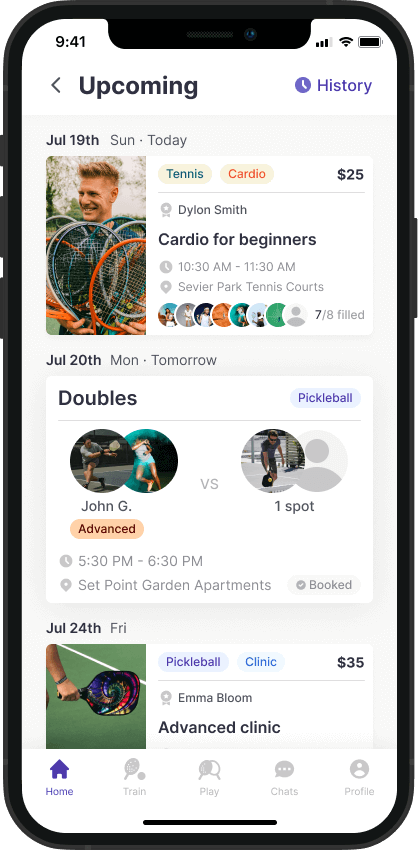 9:41
Upcoming
History
Jul 19th Sun · Today
Tennis Cardio $25
Dylon Smith
Cardio for beginners
10:30 AM - 11:30 AM
Sevier Park Tennis Courts
7/8 filled
Jul 20th Mon · Tomorrow
Doubles Pickleball
VS
John G. 1 spot
Advanced
5:30 PM - 6:30 PM
Set Point Garden Apartments Booked
Jul 24th Fri
Pickleball Clinic $35
Emma Bloom
Advanced clinic
Home Train Play Chats Profile